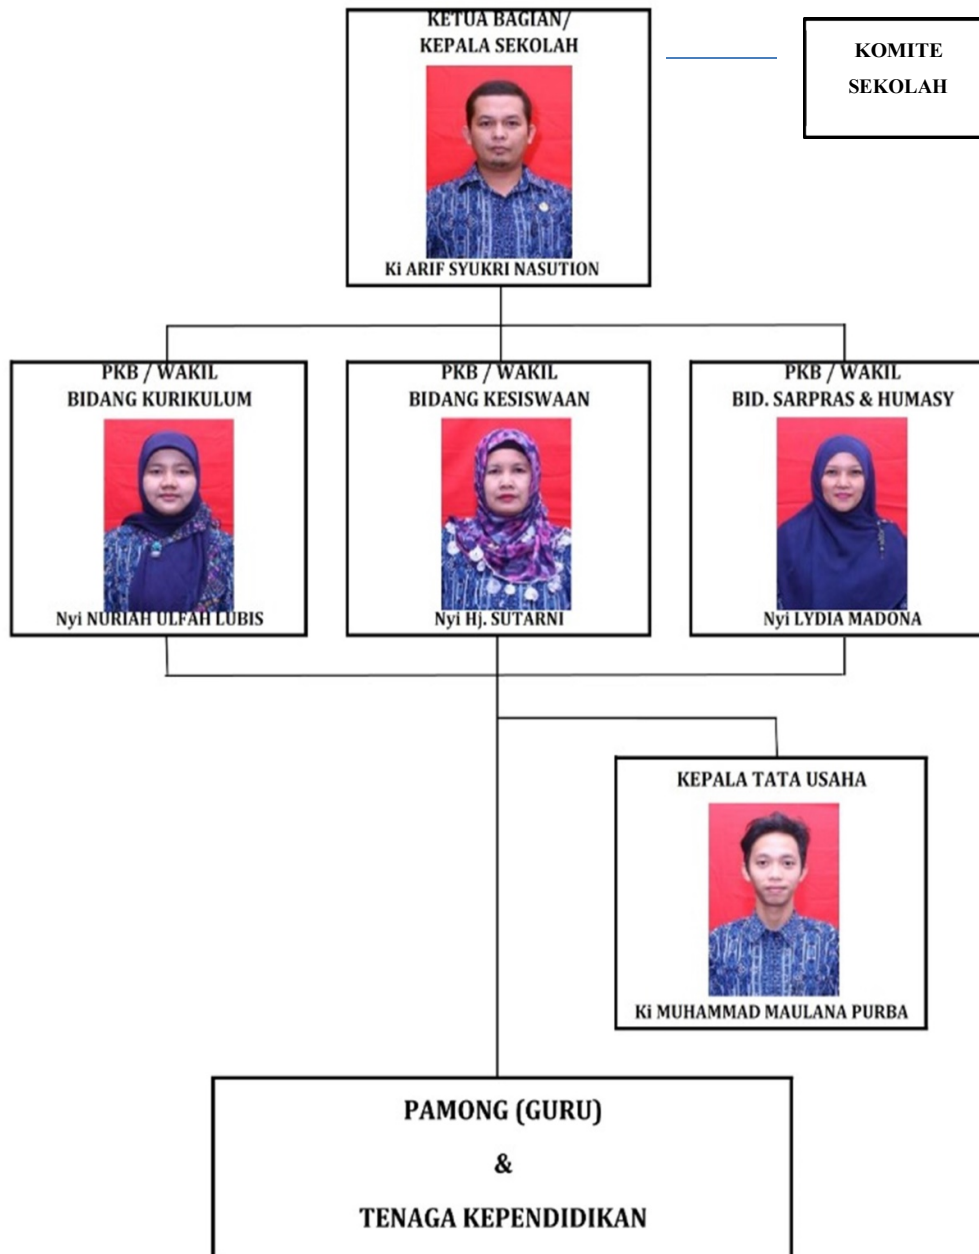 KETUA BAGIAN/
KEPALA SEKOLAH
Ki ARIF SYUKRI NASUTION
KOMITE
SEKOLAH
PKB / WAKIL
BIDANG KURIKULUM
Nyi NURIAH ULFAH LUBIS
PKB / WAKIL
BIDANG KESISWAAN
Nyi Hj. SUTARNI
PKB / WAKIL
BID. SARPRAS & HUMASY
Nyi LYDIA MADONA
KEPALA TATA USAHA
Ki MUHAMMAD MAULANA PURBA
PAMONG (GURU)
&
TENAGA KEPENDIDIKAN